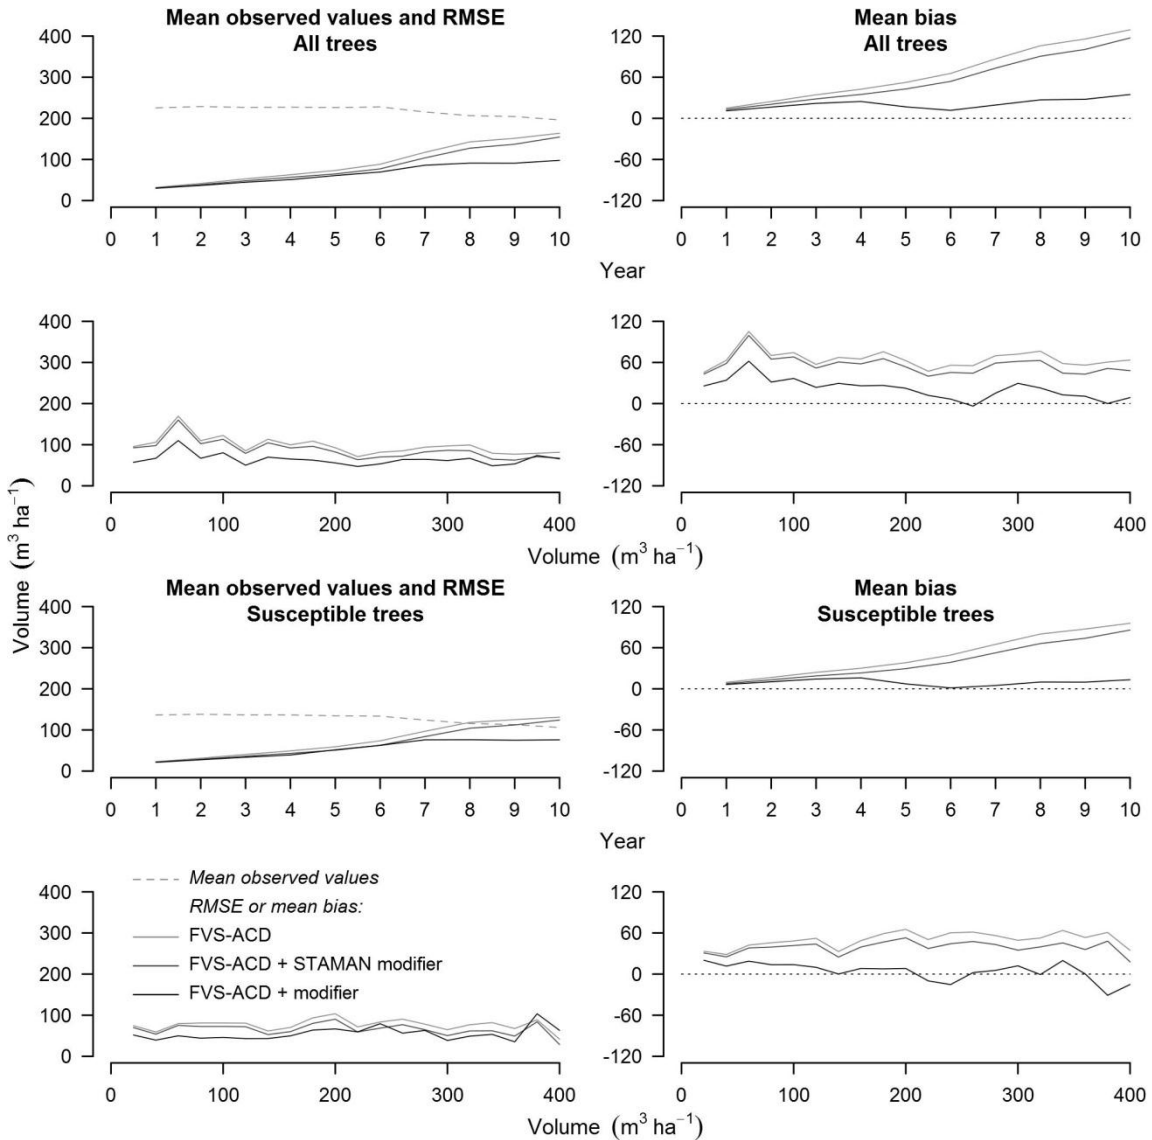 Mean observed values and RMSE
All trees
400
300
200
100
0
0 1 2 3 4 5 6 7 8 9 10
Mean bias
All trees
120
60
0
-60
-120
0 1 2 3 4 5 6 7 8 9 10
Year
400
300
200
100
0
0 100 200 300 400
120
60
0
-60
-120
0 100 200 300 400
Volume (m³ ha⁻¹)
Volume (m³ ha⁻¹)
Mean observed values and RMSE
Susceptible trees
400
300
200
100
0
0 1 2 3 4 5 6 7 8 9 10
Mean bias
Susceptible trees
120
60
0
-60
-120
0 1 2 3 4 5 6 7 8 9 10
Year
400
300
200
100
0
Mean observed values
RMSE or mean bias:
FVS-ACD
FVS-ACD + STAMAN modifier
FVS-ACD + modifier
0 100 200 300 400
120
60
0
-60
-120
0 100 200 300 400
Volume (m³ ha⁻¹)